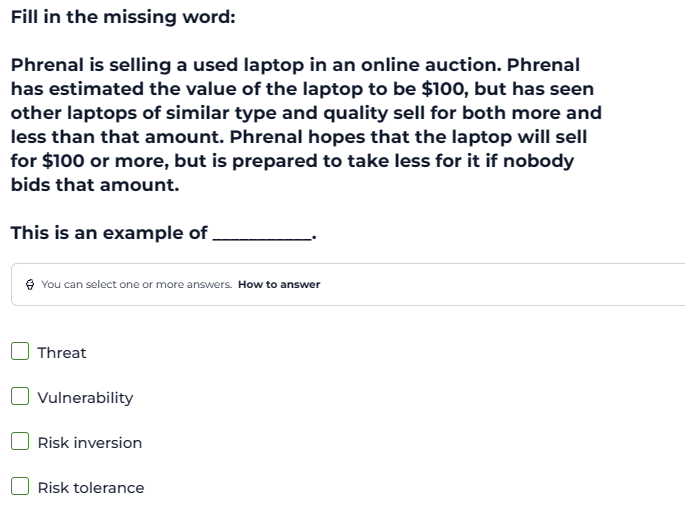 Fill in the missing word:
Phrenal is selling a used laptop in an online auction. Phrenal
has estimated the value of the laptop to be $100, but has seen
other laptops of similar type and quality sell for both more and
less than that amount. Phrenal hopes that the laptop will sell
for $100 or more, but is prepared to take less for it if nobody
bids that amount.
This is an example of ___________.
You can select one or more answers. How to answer
Threat
Vulnerability
Risk inversion
Risk tolerance